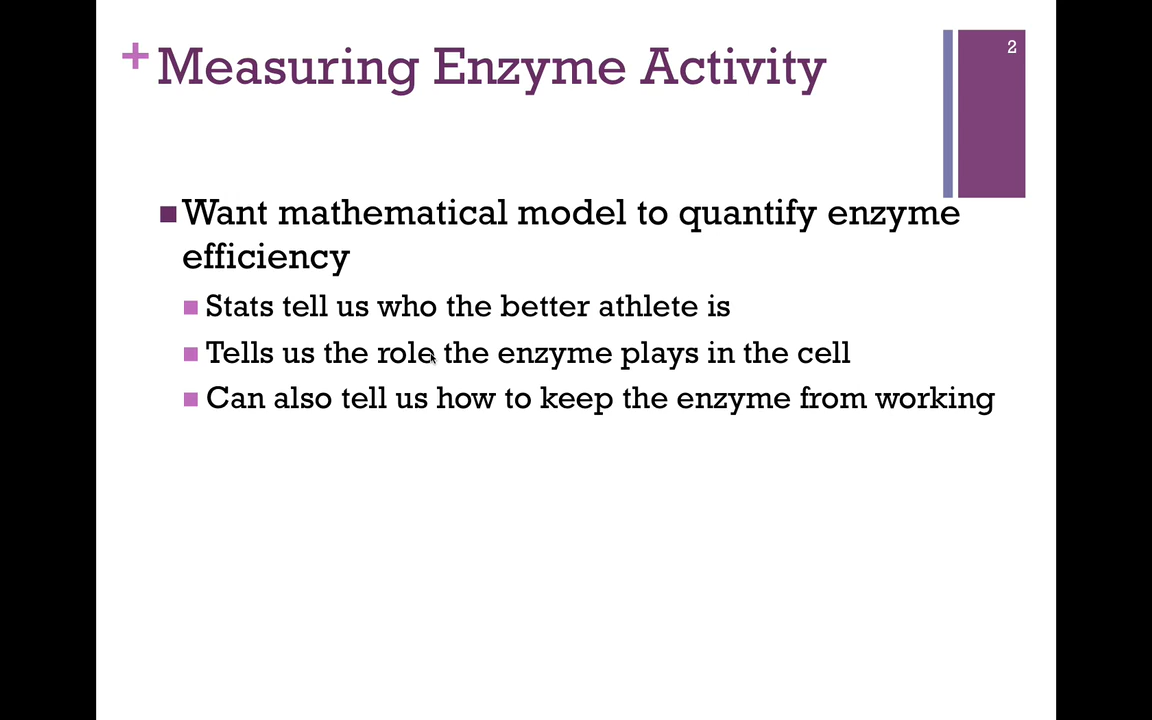 + Measuring Enzyme Activity
2
Want mathematical model to quantify enzyme
efficiency
Stats tell us who the better athlete is
Tells us the role the enzyme plays in the cell
Can also tell us how to keep the enzyme from working